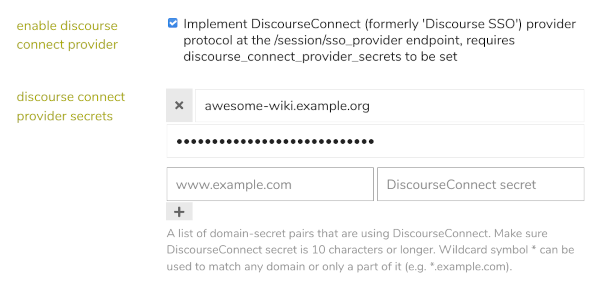 enable discourse
connect provider
Implement DiscourseConnect (formerly 'Discourse SSO') provider
protocol at the /session/sso_provider endpoint, requires
discourse_connect_provider_secrets to be set
discourse connect
provider secrets
awesome-wiki.example.org
••••••••••••••••••••••••••••
www.example.com DiscourseConnect secret
A list of domain-secret pairs that are using DiscourseConnect. Make sure
DiscourseConnect secret is 10 characters or longer. Wildcard symbol * can be
used to match any domain or only a part of it (e.g. *.example.com).